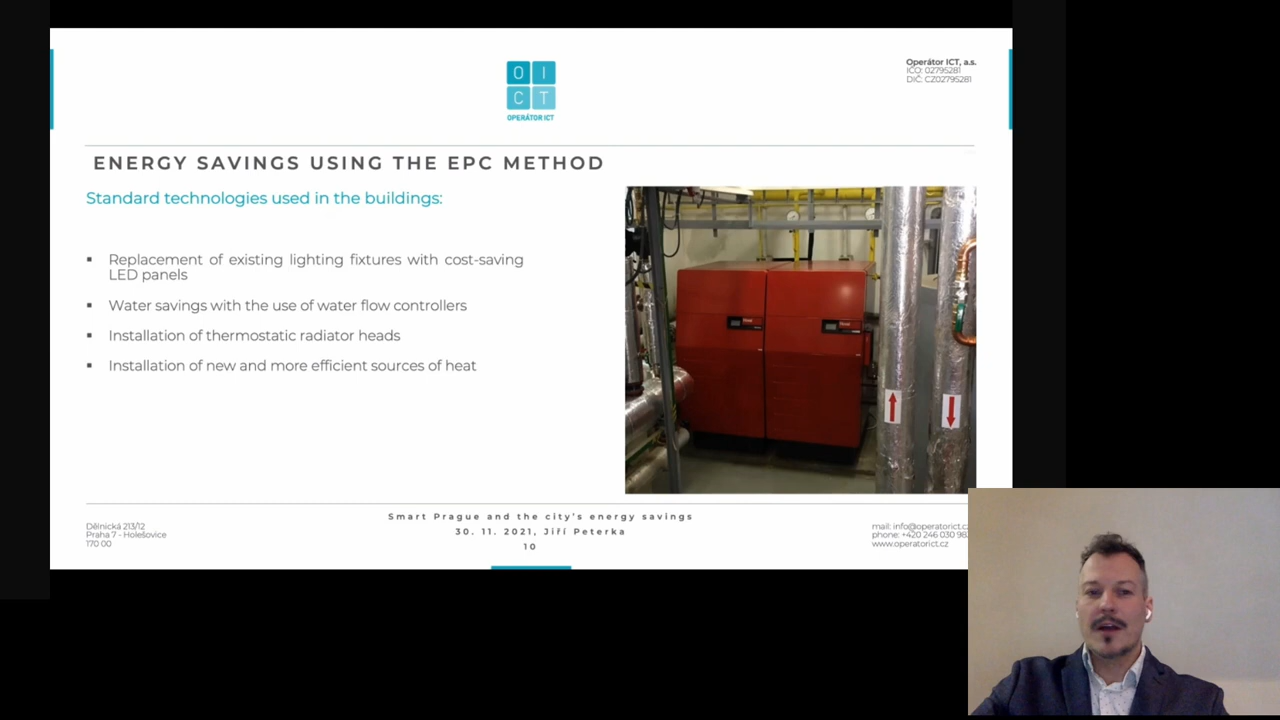 O I
C T
OPERÁTOR ICT
Operátor ICT, a.s.
IČO: 02795281
DIČ: CZ02795281
ENERGY SAVINGS USING THE EPC METHOD
Standard technologies used in the buildings:
▪ Replacement of existing lighting fixtures with cost-saving
LED panels
▪ Water savings with the use of water flow controllers
▪ Installation of thermostatic radiator heads
▪ Installation of new and more efficient sources of heat
Dělnická 213/12
Praha 7 - Holešovice
170 00
Smart Prague and the city's energy savings
30. 11. 2021, Jiří Peterka
10
mail: info@operatorict.cz
phone: +420 246 030 98
www.operatorict.cz